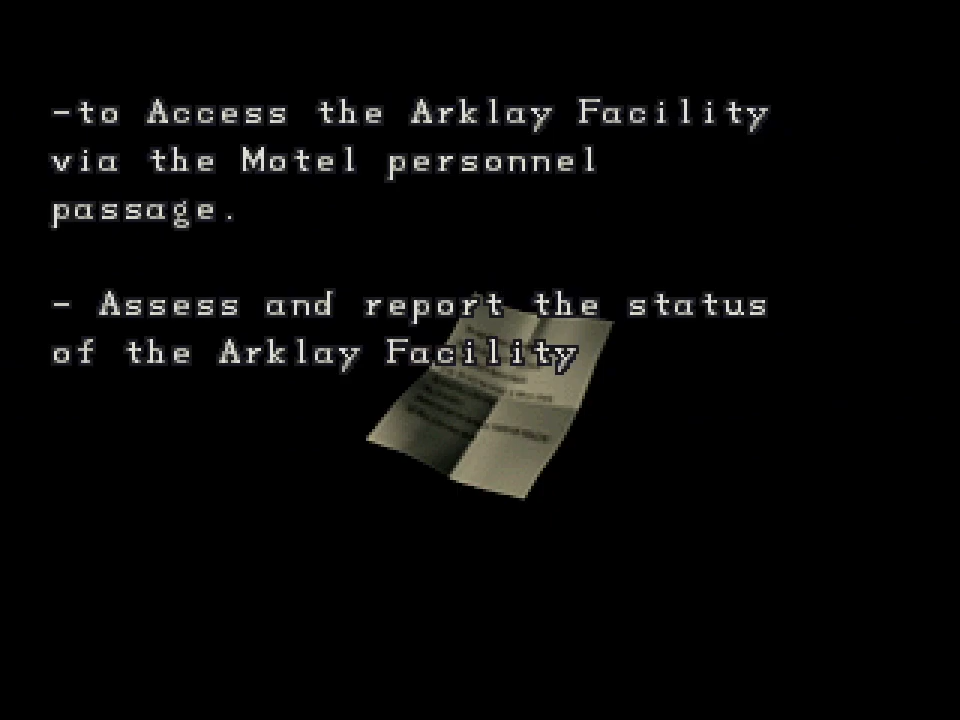 -to Access the Arklay Facility
via the Motel personnel
passage.
- Assess and report the status
of the Arklay Facility